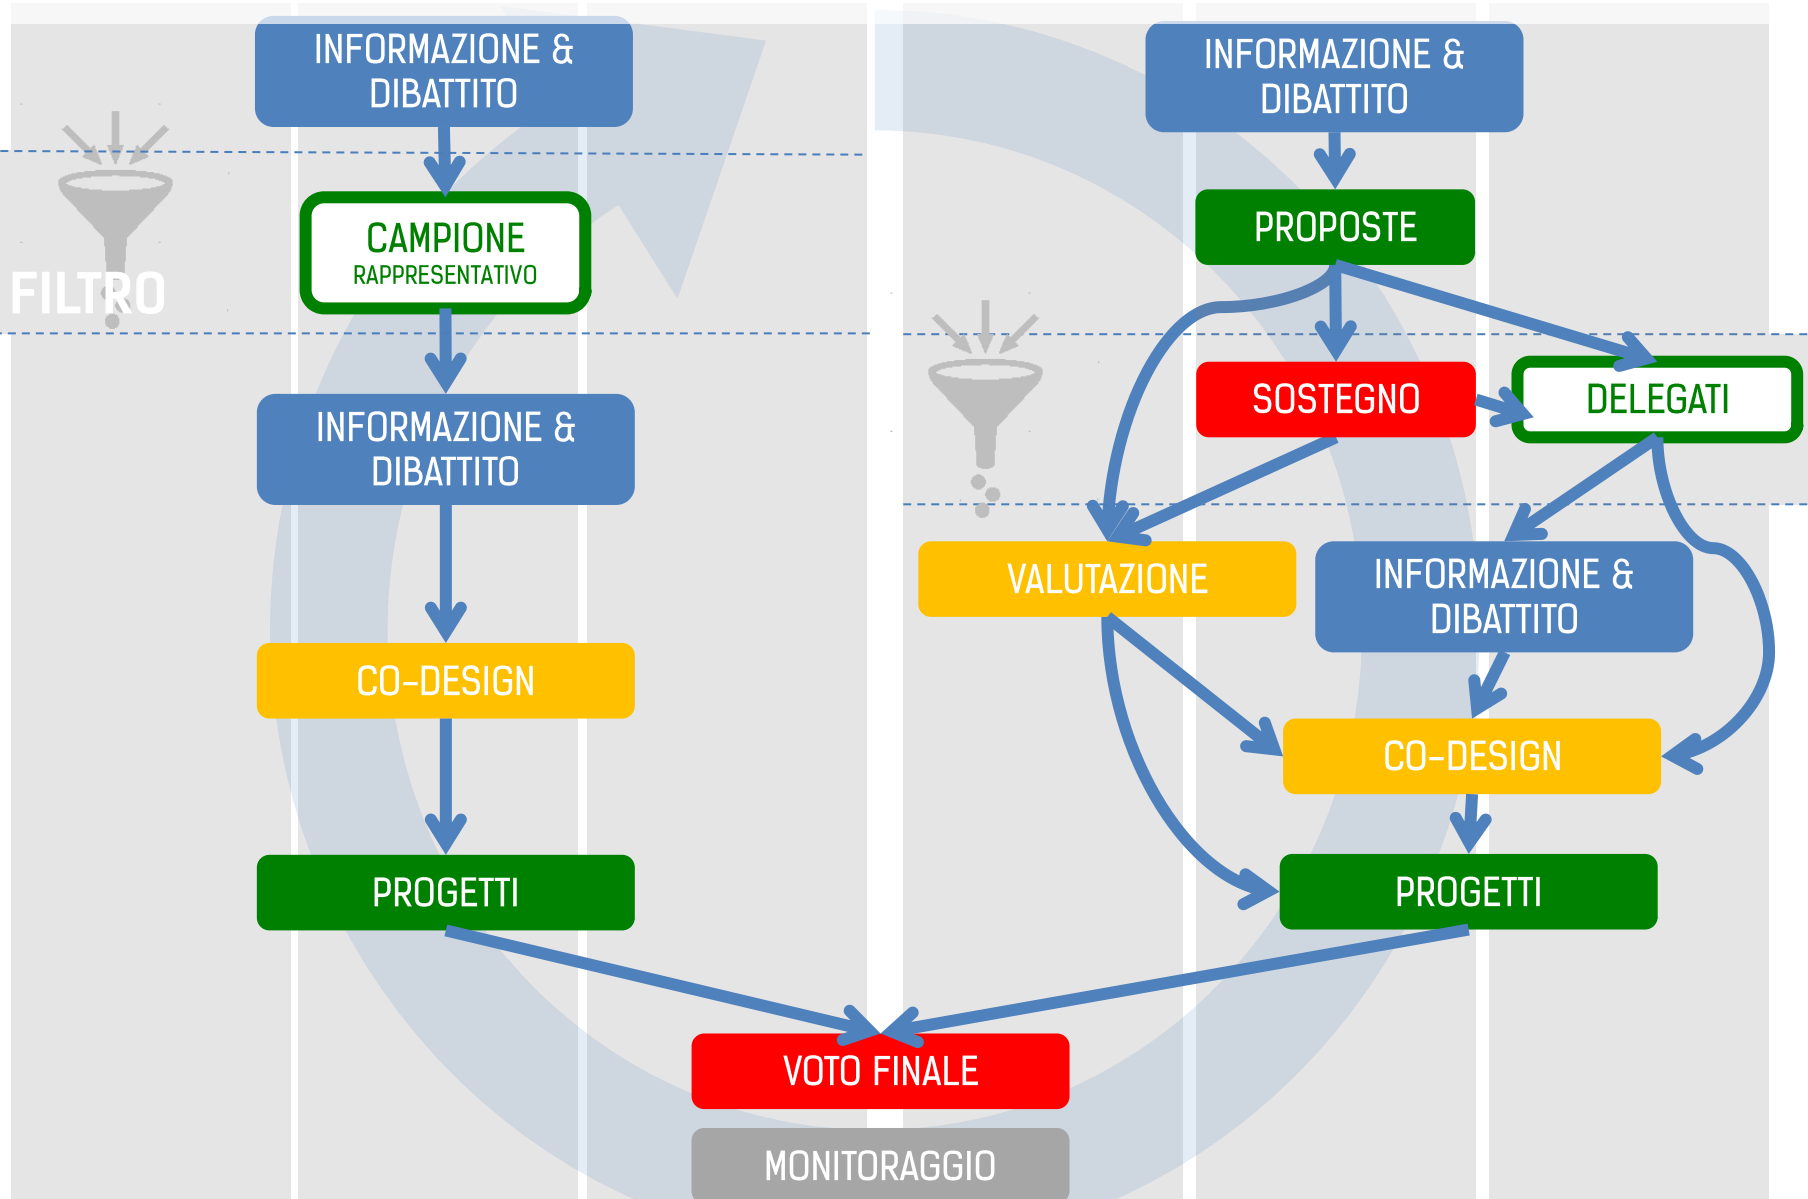 INFORMAZIONE &
DIBATTITO
CAMPIONE
RAPPRESENTATIVO
FILTRO
INFORMAZIONE &
DIBATTITO
CO-DESIGN
PROGETTI
INFORMAZIONE &
DIBATTITO
PROPOSTE
SOSTEGNO
DELEGATI
VALUTAZIONE
INFORMAZIONE &
DIBATTITO
CO-DESIGN
PROGETTI
VOTO FINALE
MONITORAGGIO